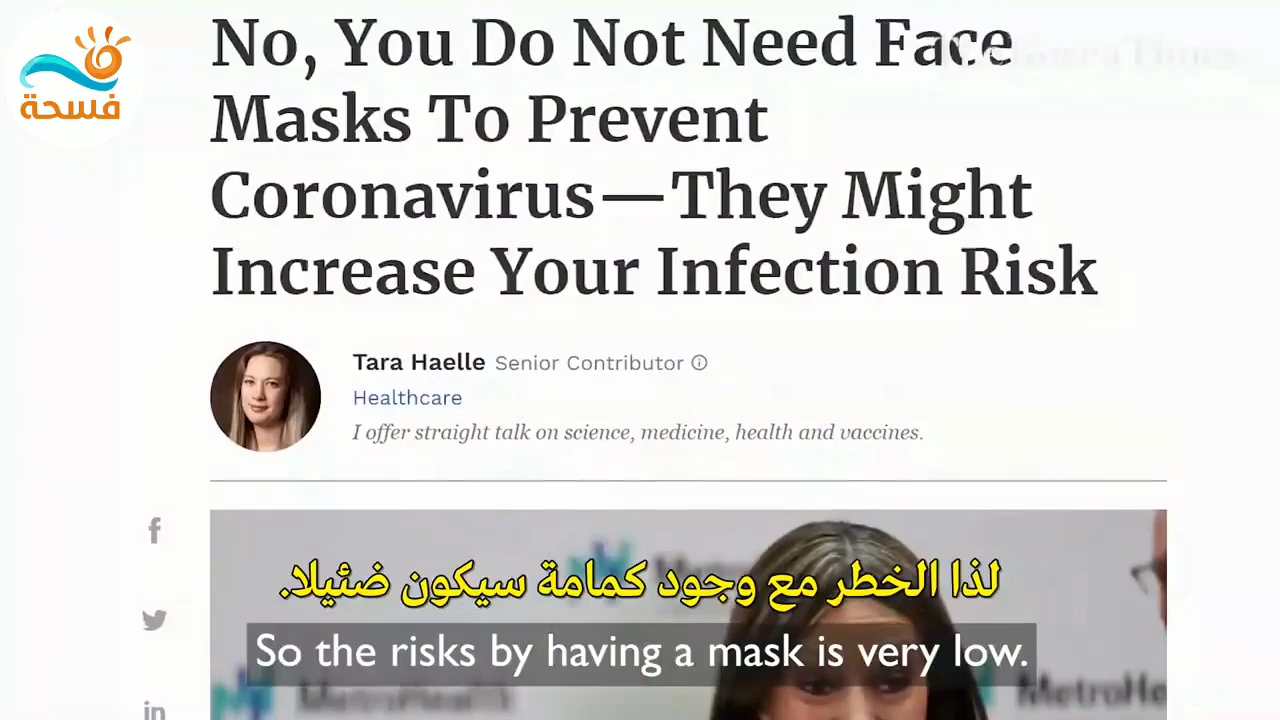 No, You Do Not Need Face
Masks To Prevent
Coronavirus—They Might
Increase Your Infection Risk
فسحة
Tara Haelle Senior Contributor
Healthcare
I offer straight talk on science, medicine, health and vaccines.
لذا الخطر مع وجود كمامة سيكون ضئيلا.
So the risks by having a mask is very low.
MetroHealth
MetroHe